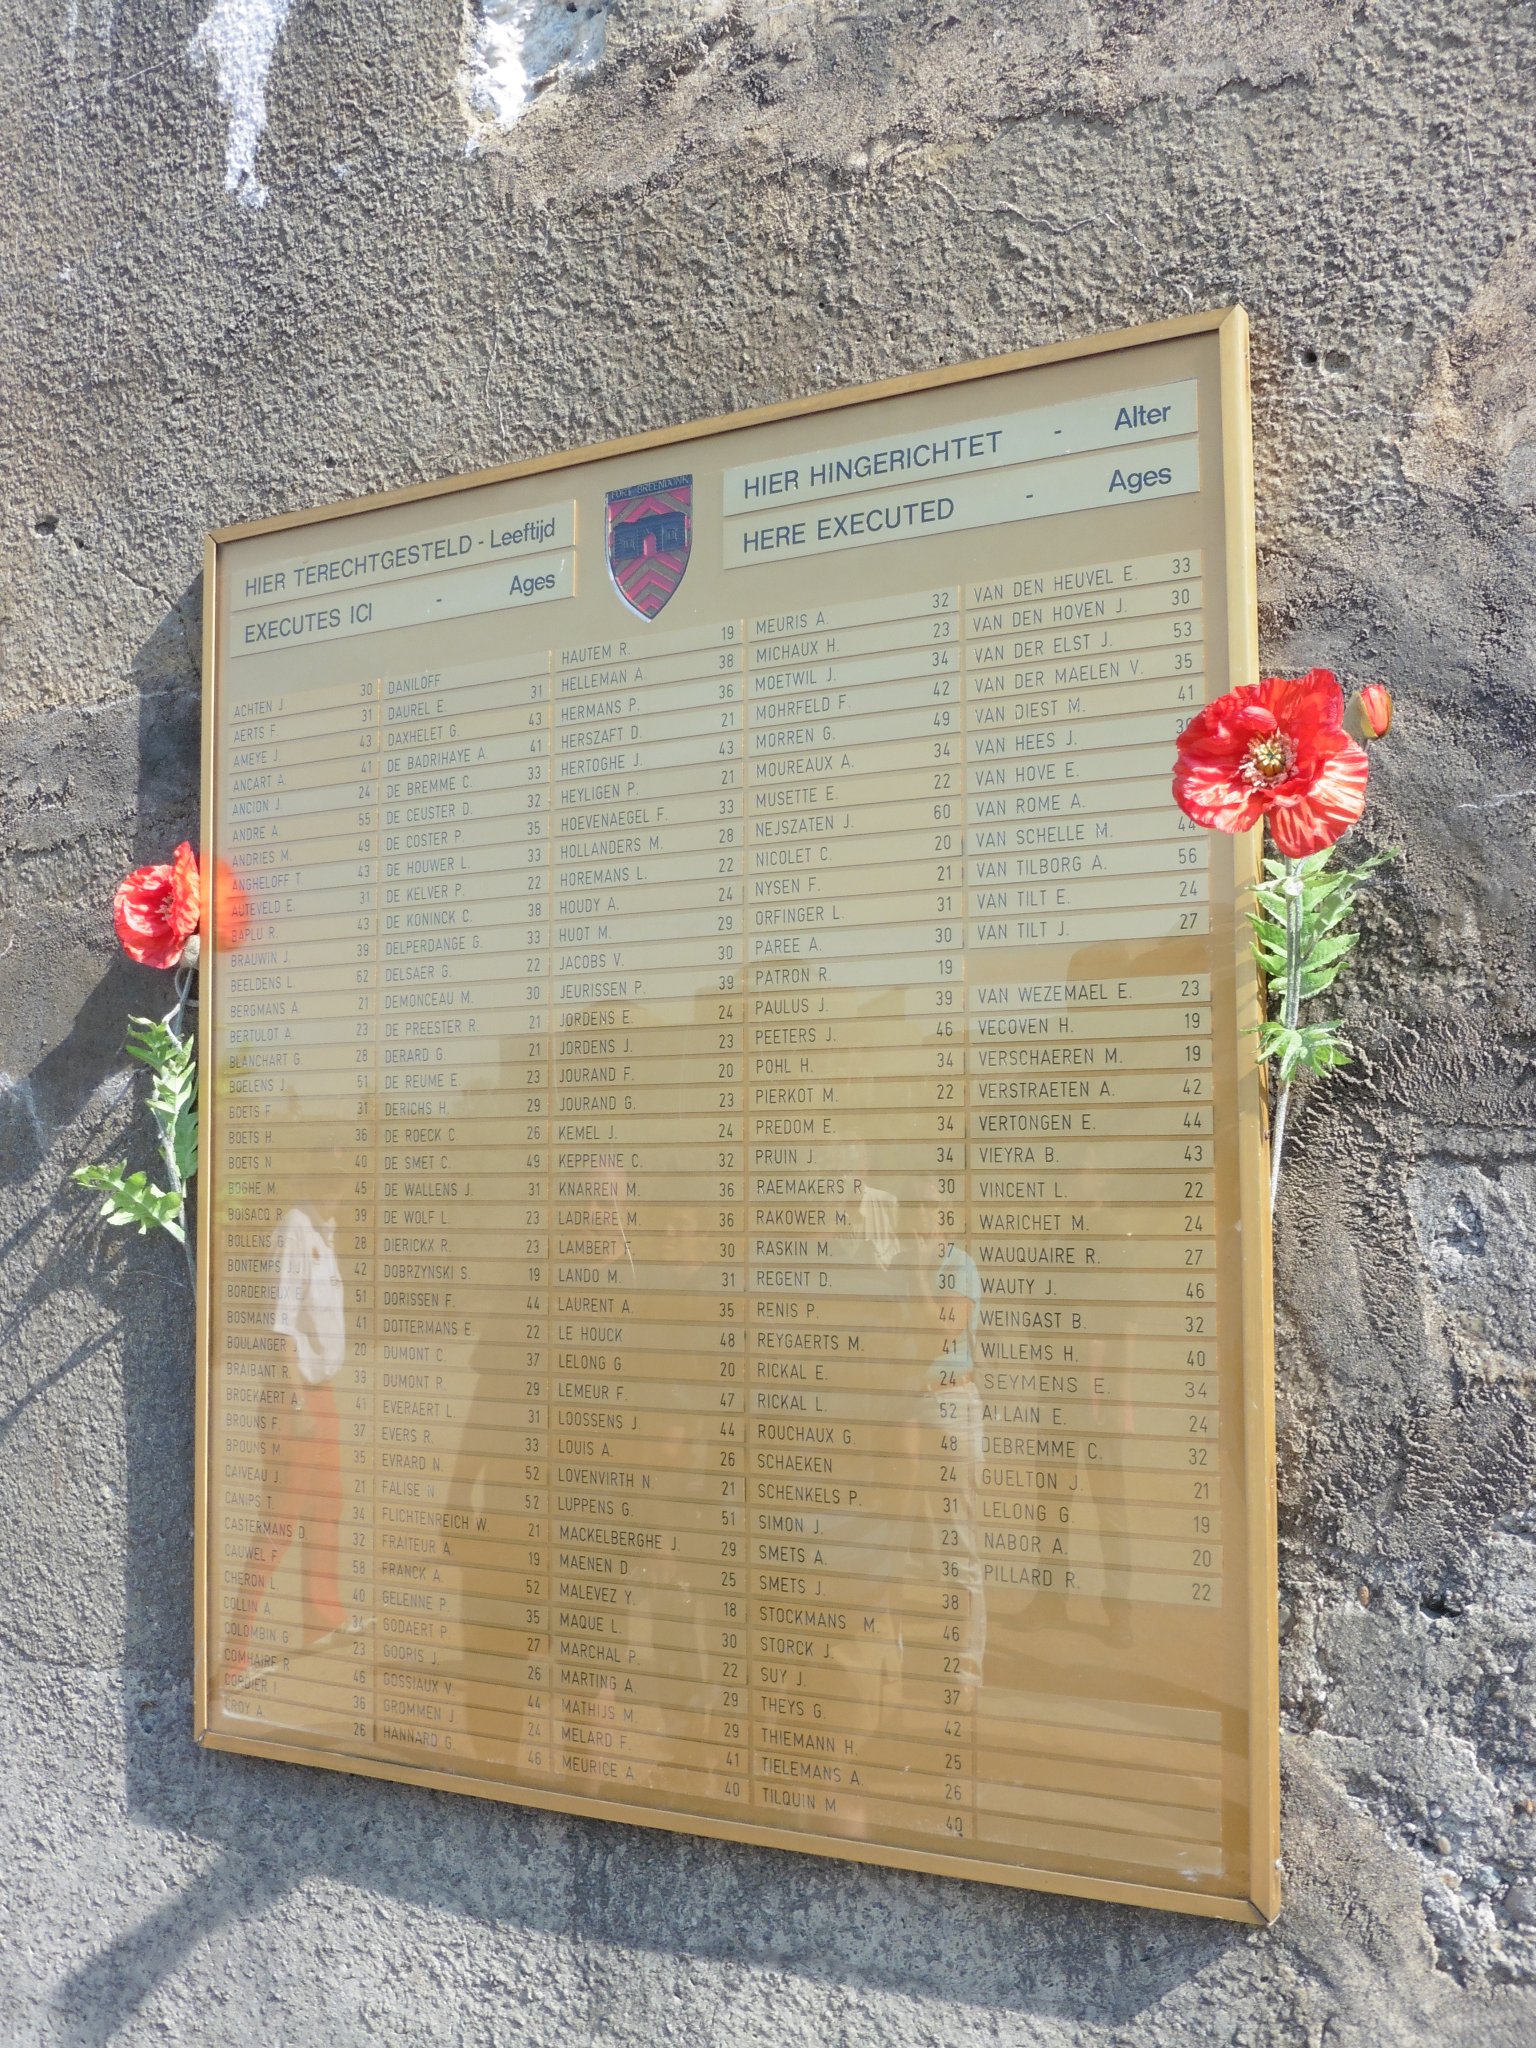 HIER TERECHTGESTELD - Leeftijd
EXECUTES ICI - Ages
FORT BREENDONK
HIER HINGERICHTET - Alter
HERE EXECUTED - Ages
ACHTEN J. 30
AERTS F. 31
AMEYE J. 43
ANCART A. 41
ANCION J. 24
ANDRE A. 55
ANDRIES M. 49
ANGHELOFF T. 43
AUTEVELD E. 31
BAPLU R. 43
BRAUWIN J. 39
BEELDENS L. 62
BERGMANS A. 21
BERTULOT A. 23
BLANCHART G. 28
BOELENS J. 51
BOETS F. 31
BOETS H. 36
BOETS N 40
BOGHE M. 45
BOISACQ R. 39
BOLLENS G. 28
BONTEMPS J.J. 42
BORDERIEUX E. 51
BOSMANS R. 41
BOULANGER J. 20
BRAIBANT R. 39
BROEKAERT A. 41
BROUNS F. 37
BROUNS M. 35
CAIVEAU J. 21
CANIPS T. 34
CASTERMANS D. 32
CAUWEL F. 58
CHERON L. 40
COLLIN A. 34
COLOMBIN G. 23
COMHAIRE R. 46
CORDIER I. 36
CROY A. 26
DANILOFF
DAUREL E. 31
DAXHELET G. 43
DE BADRIHAYE A. 41
DE BREMME C. 33
DE CEUSTER D. 32
DE COSTER P. 35
DE HOUWER L. 33
DE KELVER P. 22
DE KONINCK C. 38
DELPERDANGE G. 33
DELSAER G. 22
DEMONCEAU M. 30
DE PREESTER R. 21
DERARD G. 21
DE REUME E. 23
DERICHS H. 29
DE ROECK C. 26
DE SMET C. 49
DE WALLENS J. 31
DE WOLF L. 23
DIERICKX R. 23
DOBRZYNSKI S. 19
DORISSEN F. 44
DOTTERMANS E. 22
DUMONT C. 37
DUMONT R. 29
EVERAERT L. 31
EVERS R. 33
EVRARD N. 52
FALISE N 52
FLICHTENREICH W. 21
FRAITEUR A. 19
FRANCK A. 52
GELENNE P. 35
GODAERT P. 27
GOORIS J. 26
GOSSIAUX V. 44
GROMMEN J 24
HANNARD G. 46
HAUTEM R. 19
HELLEMAN A. 38
HERMANS P. 36
HERSZAFT D. 21
HERTOGHE J. 43
HEYLIGEN P. 21
HOEVENAEGEL F. 33
HOLLANDERS M. 28
HOREMANS L. 22
HOUDY A. 24
HUOT M. 29
JACOBS V. 30
JEURISSEN P. 39
JORDENS E. 24
JORDENS J. 23
JOURAND F. 20
JOURAND G. 23
KEMEL J. 24
KEPPENNE C. 32
KNARREN M. 36
LADRIERE M. 36
LAMBERT F. 30
LANDO M. 31
LAURENT A. 35
LE HOUCK 48
LELONG G 20
LEMEUR F. 47
LOOSSENS J 44
LOUIS A. 26
LOVENVIRTH N. 21
LUPPENS G. 51
MACKELBERGHE J. 29
MAENEN D. 25
MALEVEZ Y. 18
MAQUE L. 30
MARCHAL P. 22
MARTING A. 29
MATHIJS M. 29
MELARD F. 41
MEURICE A. 40
MEURIS A. 32
MICHAUX H. 23
MOETWIL J. 34
MOHRFELD F. 42
MORREN G. 49
MOUREAUX A. 34
MUSETTE E. 22
NEJSZATEN J. 60
NICOLET C. 20
NYSEN F. 21
ORFINGER L. 31
PAREE A. 30
PATRON R. 19
PAULUS J. 39
PEETERS J. 46
POHL H. 34
PIERKOT M. 22
PREDOM E. 34
PRUIN J. 34
RAEMAKERS R. 30
RAKOWER M. 36
RASKIN M. 37
REGENT D. 30
RENIS P. 44
REYGAERTS M. 41
RICKAL E. 24
RICKAL L. 52
ROUCHAUX G. 48
SCHAEKEN 24
SCHENKELS P. 31
SIMON J. 23
SMETS A. 36
SMETS J. 38
STOCKMANS M. 46
STORCK J. 22
SUY J. 37
THEYS G. 42
THIEMANN H. 25
TIELEMANS A. 26
TILQUIN M 40
VAN DEN HEUVEL E. 33
VAN DEN HOVEN J. 30
VAN DER ELST J. 53
VAN DER MAELEN V. 35
VAN DIEST M. 41
VAN HEES J.
VAN HOVE E.
VAN ROME A.
VAN SCHELLE M. 44
VAN TILBORG A. 56
VAN TILT E. 24
VAN TILT J. 27
VAN WEZEMAEL E. 23
VECOVEN H. 19
VERSCHAEREN M. 19
VERSTRAETEN A. 42
VERTONGEN E. 44
VIEYRA B. 43
VINCENT L. 22
WARICHET M. 24
WAUQUAIRE R. 27
WAUTY J. 46
WEINGAST B. 32
WILLEMS H. 40
SEYMENS E. 34
ALLAIN E. 24
DEBREMME C. 32
GUELTON J. 21
LELONG G. 19
NABOR A. 20
PILLARD R. 22